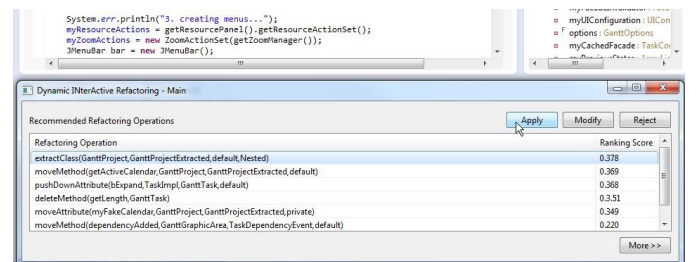 System.err.println("3. creating menus...");
myResourceActions = getResourcePanel().getResourceActionSet();
myZoomActions = new ZoomActionSet(getZoomManager());
JMenuBar bar = new JMenuBar();
myUIConfiguration : UICon
options : GanttOptions
myCachedFacade : TaskCon
Dynamic INterActive Refactoring - Main
Recommended Refactoring Operations
Apply Modify Reject
Refactoring Operation Ranking Score
extractClass(GanttProject,GanttProjectExtracted,default,Nested) 0.378
moveMethod(getActiveCalendar,GanttProject,GanttProjectExtracted,default) 0.369
pushDownAttribute(bExpand,TaskImpl,GanttTask,default) 0.368
deleteMethod(getLength,GanttTask) 0.3.51
moveAttribute(myFakeCalendar,GanttProject,GanttProjectExtracted,private) 0.349
moveMethod(dependencyAdded,GanttGraphicArea,TaskDependencyEvent,default) 0.220
More >>